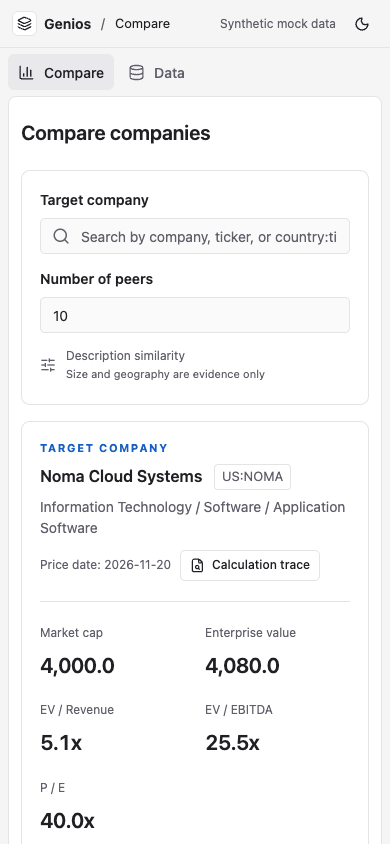 Genios / Compare Synthetic mock data
Compare Data
Compare companies
Target company
Search by company, ticker, or country:ti
Number of peers
10
Description similarity
Size and geography are evidence only
TARGET COMPANY
Noma Cloud Systems US:NOMA
Information Technology / Software / Application
Software
Price date: 2026-11-20 Calculation trace
Market cap Enterprise value
4,000.0 4,080.0
EV / Revenue EV / EBITDA
5.1x 25.5x
P / E
40.0x